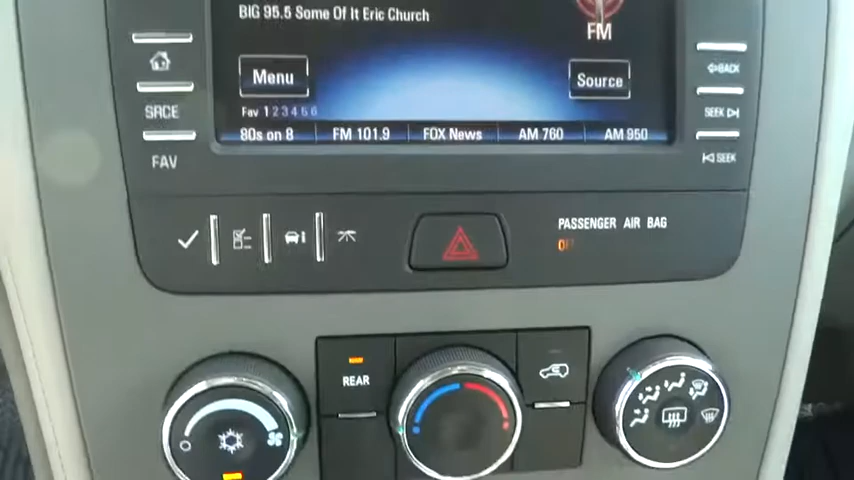 BIG 95.5 Some Of It Eric Church
FM
Menu
Source
BACK
SRCE
SEEK
Fav 1 2 3 4 5 6
80s on 8 FM 101.9 FOX News AM 760 AM 950
FAV
SEEK
PASSENGER AIR BAG
OFF
REAR